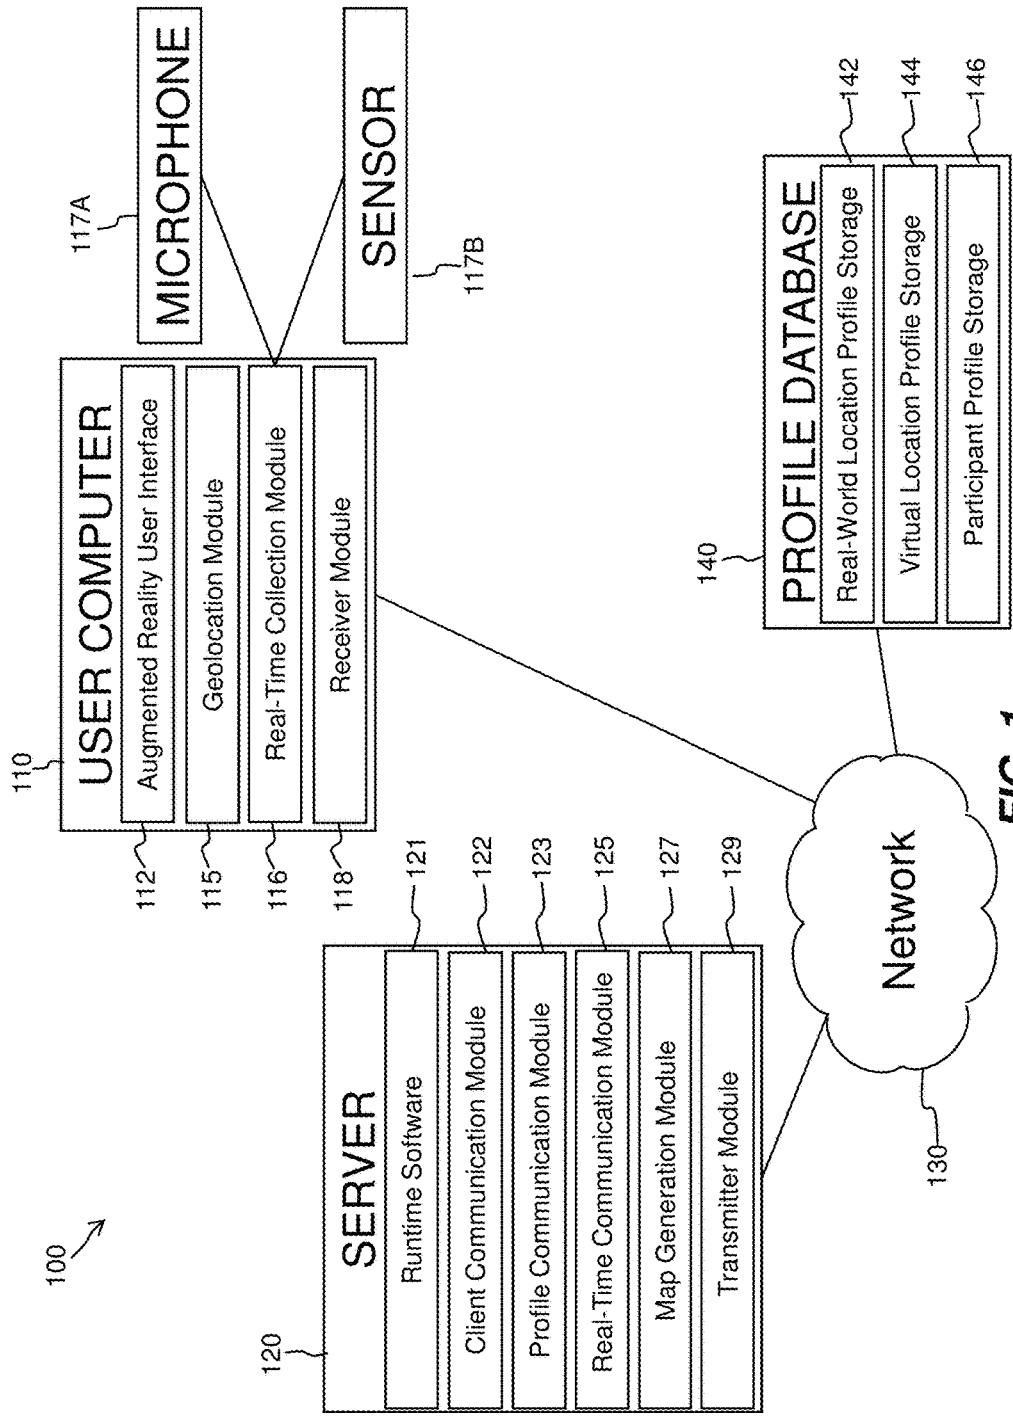 100
120
SERVER
Runtime Software
Client Communication Module
Profile Communication Module
Real-Time Communication Module
Map Generation Module
Transmitter Module
121
122
123
125
127
129
110
USER COMPUTER
Augmented Reality User Interface
Geolocation Module
Real-Time Collection Module
Receiver Module
112
115
116
118
117A
MICROPHONE
SENSOR
117B
130
Network
140
PROFILE DATABASE
Real-World Location Profile Storage
Virtual Location Profile Storage
Participant Profile Storage
142
144
146
FIG. 1